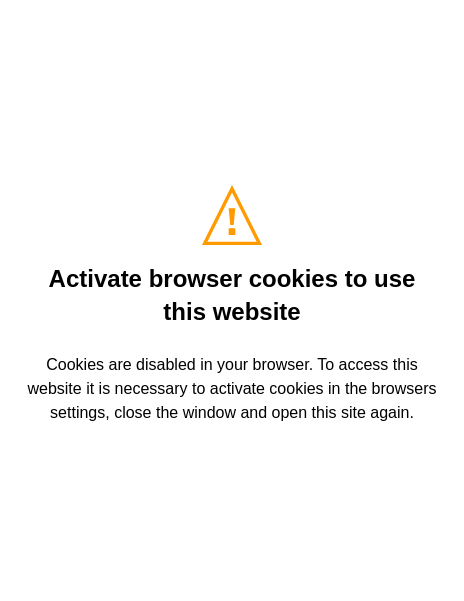 !
Activate browser cookies to use
this website
Cookies are disabled in your browser. To access this
website it is necessary to activate cookies in the browsers
settings, close the window and open this site again.